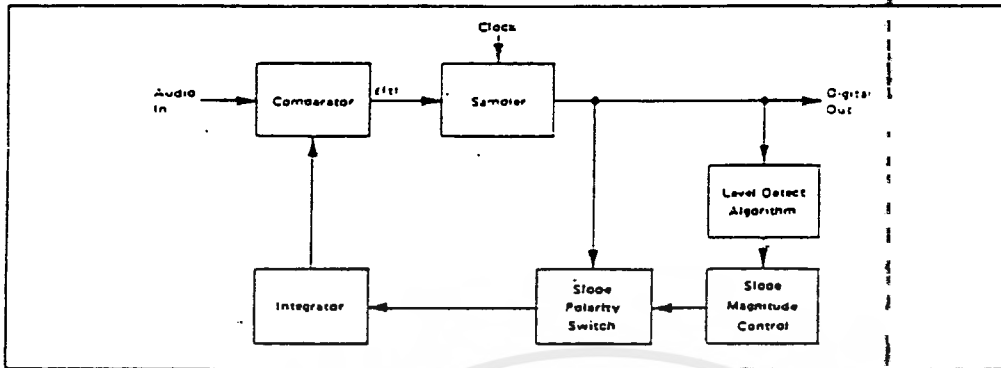 Clock
Audio
In
Comparator
ε(t)
Sampler
Digital
Out
Level Detect
Algorithm
Integrator
Slope
Polarity
Switch
Slope
Magnitude
Control